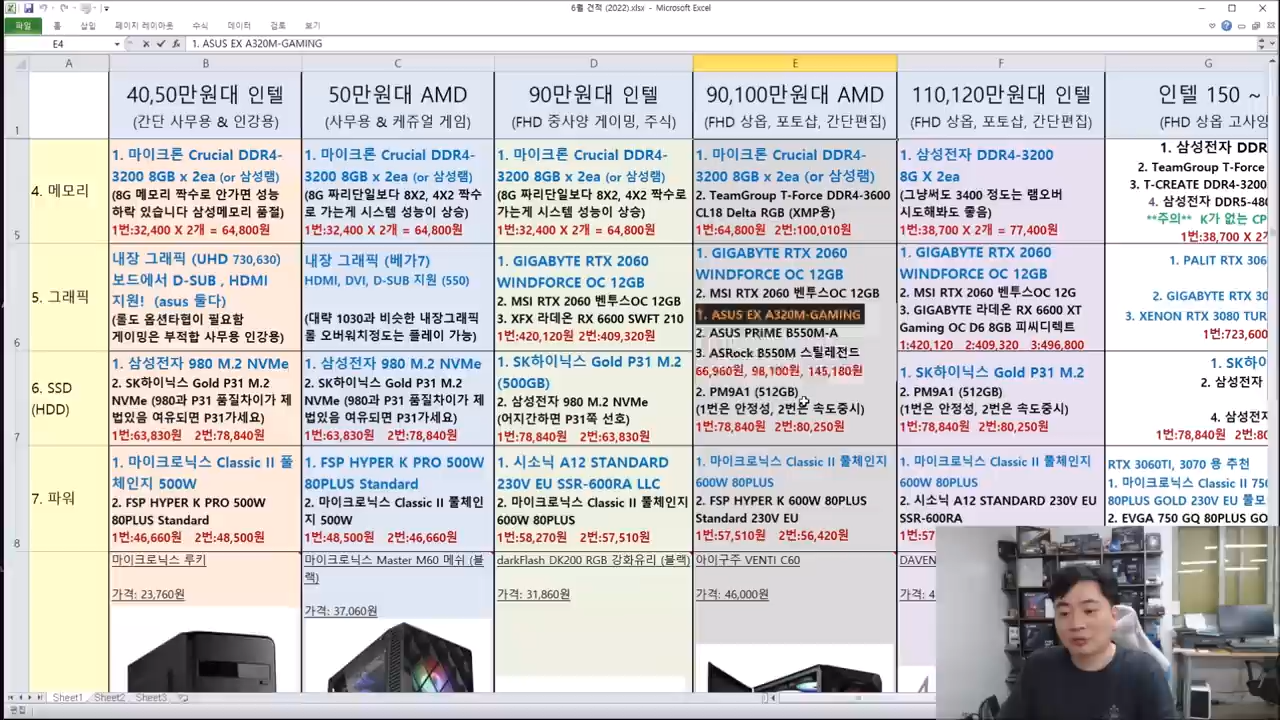 6월 견적 (2022).xlsx - Microsoft Excel
파일 홈 삽입 페이지 레이아웃 수식 데이터 검토 보기
E4 1. ASUS EX A320M-GAMING
A B C D E F G
1
40,50만원대 인텔
(간단 사무용 & 인강용)
50만원대 AMD
(사무용 & 케쥬얼 게임)
90만원대 인텔
(FHD 중사양 게이밍, 주식)
90,100만원대 AMD
(FHD 상옵, 포토샵, 간단편집)
110,120만원대 인텔
(FHD 상옵, 포토샵, 간단편집)
인텔 150 ~
(FHD 상옵 고사양
5
4. 메모리
1. 마이크론 Crucial DDR4-
3200 8GB x 2ea (or 삼성램)
(8G 메모리 짝수로 안가면 성능
하락 있습니다 삼성메모리 품절)
1번:32,400 X 2개 = 64,800원
1. 마이크론 Crucial DDR4-
3200 8GB x 2ea (or 삼성램)
(8G 짜리단일보다 8X2, 4X2 짝수
로 가는게 시스템 성능이 상승)
1번:32,400 X 2개 = 64,800원
1. 마이크론 Crucial DDR4-
3200 8GB x 2ea (or 삼성램)
(8G 짜리단일보다 8X2, 4X2 짝수로
가는게 시스템 성능이 상승)
1번:32,400 X 2개 = 64,800원
1. 마이크론 Crucial DDR4-
3200 8GB x 2ea (or 삼성램)
2. TeamGroup T-Force DDR4-3600
CL18 Delta RGB (XMP용)
1번:64,800원 2번:100,010원
1. 삼성전자 DDR4-3200
8G X 2ea
(그냥써도 3400 정도는 램오버
시도해봐도 좋음)
1번:38,700 X 2개 = 77,400원
1. 삼성전자 DDR
2. TeamGroup T-Force
3. T-CREATE DDR4-3200
4. 삼성전자 DDR5-480
**주의** K가 없는 CP
1번:38,700 X 2
6
5. 그래픽
내장 그래픽 (UHD 730,630)
보드에서 D-SUB , HDMI
지원! (asus 둘다)
(롤도 옵션타협이 필요함
게이밍은 부적합 사무용 인강용)
내장 그래픽 (베가7)
HDMI, DVI, D-SUB 지원 (550)
(대략 1030과 비슷한 내장그래픽
롤 오버워치정도는 플레이 가능)
1. GIGABYTE RTX 2060
WINDFORCE OC 12GB
2. MSI RTX 2060 벤투스OC 12GB
3. XFX 라데온 RX 6600 SWFT 210
1번:420,120원 2번:409,320원
1. GIGABYTE RTX 2060
WINDFORCE OC 12GB
2. MSI RTX 2060 벤투스OC 12GB
1. ASUS EX A320M-GAMING
2. ASUS PRIME B550M-A
3. ASRock B550M 스틸레전드
66,960원, 98,100원, 145,180원
1. GIGABYTE RTX 2060
WINDFORCE OC 12GB
2. MSI RTX 2060 벤투스OC 12G
3. GIGABYTE 라데온 RX 6600 XT
Gaming OC D6 8GB 피씨디렉트
1:420,120 2:409,320 3:496,800
1. PALIT RTX 306
2. GIGABYTE RTX 30
3. XENON RTX 3080 TUR
1번:723,600
7
6. SSD
(HDD)
1. 삼성전자 980 M.2 NVMe
2. SK하이닉스 Gold P31 M.2
NVMe (980과 P31 품질차이가 제
법있음 여유되면 P31가세요)
1번:63,830원 2번:78,840원
1. 삼성전자 980 M.2 NVMe
2. SK하이닉스 Gold P31 M.2
NVMe (980과 P31 품질차이가 제
법있음 여유되면 P31가세요)
1번:63,830원 2번:78,840원
1. SK하이닉스 Gold P31 M.2
(500GB)
2. 삼성전자 980 M.2 NVMe
(어지간하면 P31쪽 선호)
1번:78,840원 2번:63,830원
2. PM9A1 (512GB)
(1번은 안정성, 2번은 속도중시)
1번:78,840원 2번:80,250원
1. SK하이닉스 Gold P31 M.2
2. PM9A1 (512GB)
(1번은 안정성, 2번은 속도중시)
1번:78,840원 2번:80,250원
1. SK하이
2. 삼성전자
4. 삼성전
1번:78,840원 2번:80
8
7. 파워
1. 마이크로닉스 Classic II 풀
체인지 500W
2. FSP HYPER K PRO 500W
80PLUS Standard
1번:46,660원 2번:48,500원
1. FSP HYPER K PRO 500W
80PLUS Standard
2. 마이크로닉스 Classic II 풀체인
지 500W
1번:48,500원 2번:46,660원
1. 시소닉 A12 STANDARD
230V EU SSR-600RA LLC
2. 마이크로닉스 Classic II 풀체인지
600W 80PLUS
1번:58,270원 2번:57,510원
1. 마이크로닉스 Classic II 풀체인지
600W 80PLUS
2. FSP HYPER K 600W 80PLUS
Standard 230V EU
1번:57,510원 2번:56,420원
1. 마이크로닉스 Classic II 풀체인지
600W 80PLUS
2. 시소닉 A12 STANDARD 230V EU
SSR-600RA
1번:57
RTX 3060TI, 3070 용 추천
1. 마이크로닉스 Classic II 750
80PLUS GOLD 230V EU 풀모
2. EVGA 750 GQ 80PLUS GO
마이크로닉스 루키
가격: 23,760원
마이크로닉스 Master M60 메쉬 (블
랙)
가격: 37,060원
darkFlash DK200 RGB 강화유리 (블랙)
가격: 31,860원
아이구주 VENTI C60
가격: 46,000원
DAVEN
가격: 4
Sheet1 Sheet2 Sheet3
편집